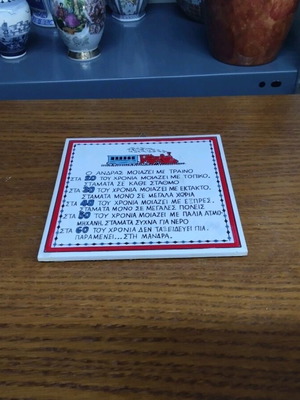 Ο ΑΝΔΡΑΣ ΜΟΙΑΖΕΙ ΜΕ ΤΡΑΙΝΟ
ΣΤΑ 20 ΤΟΥ ΧΡΟΝΙΑ ΜΟΙΑΖΕΙ ΜΕ ΤΟΠΙΚΟ,
ΣΤΑΜΑΤΑ ΣΕ ΚΑΘΕ ΣΤΑΘΜΟ
ΣΤΑ 30 ΤΟΥ ΧΡΟΝΙΑ ΜΟΙΑΖΕΙ ΜΕ ΕΚΤΑΚΤΟ,
ΣΤΑΜΑΤΑ ΜΟΝΟ ΣΕ ΜΕΓΑΛΑ ΧΩΡΙΑ
ΣΤΑ 40 ΤΟΥ ΧΡΟΝΙΑ ΜΟΙΑΖΕΙ ΜΕ ΕΞΠΡΕΣ,
ΣΤΑΜΑΤΑ ΜΟΝΟ ΣΕ ΜΕΓΑΛΕΣ ΠΟΛΕΙΣ
ΣΤΑ 50 ΤΟΥ ΧΡΟΝΙΑ ΜΟΙΑΖΕΙ ΜΕ ΠΑΛΙΑ ΑΤΜΟ
ΜΗΧΑΝΗ, ΣΤΑΜΑΤΑ ΣΥΧΝΑ ΓΙΑ ΝΕΡΟ
ΣΤΑ 60 ΤΟΥ ΧΡΟΝΙΑ ΔΕΝ ΤΑΞΕΙΔΕΥΕΙ ΠΙΑ.
ΠΑΡΑΜΕΝΕΙ... ΣΤΗ ΜΑΝΔΡΑ.